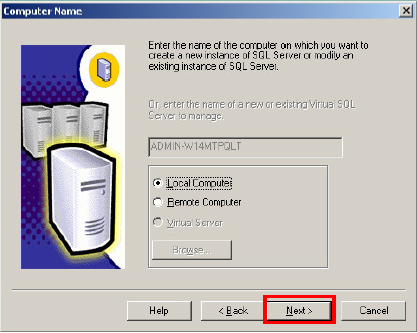 Computer Name
Enter the name of the computer on which you want to
create a new instance of SQL Server or modify an
existing instance of SQL Server.
Or, enter the name of a new or existing Virtual SQL
Server to manage.
ADMIN-W14MTPQLT
Local Computer
Remote Computer
Virtual Server
Browse...
Help
< Back
Next >
Cancel